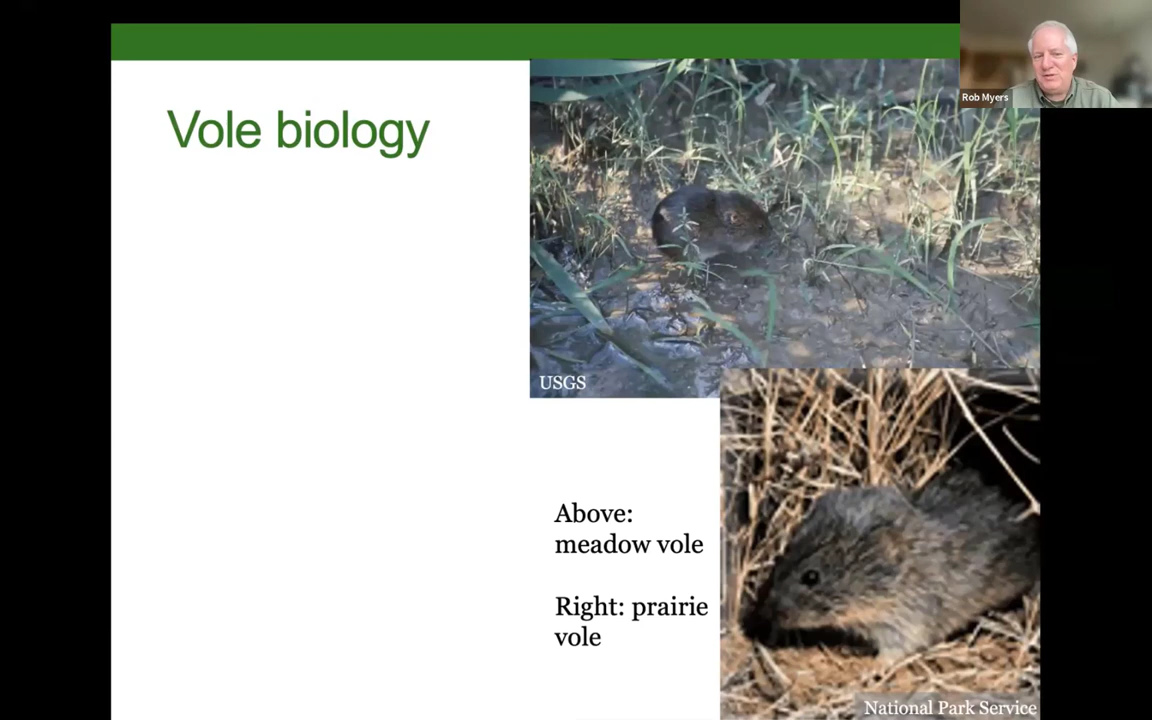 Rob Myers
Vole biology
USGS
Above:
meadow vole
Right: prairie
vole
National Park Service